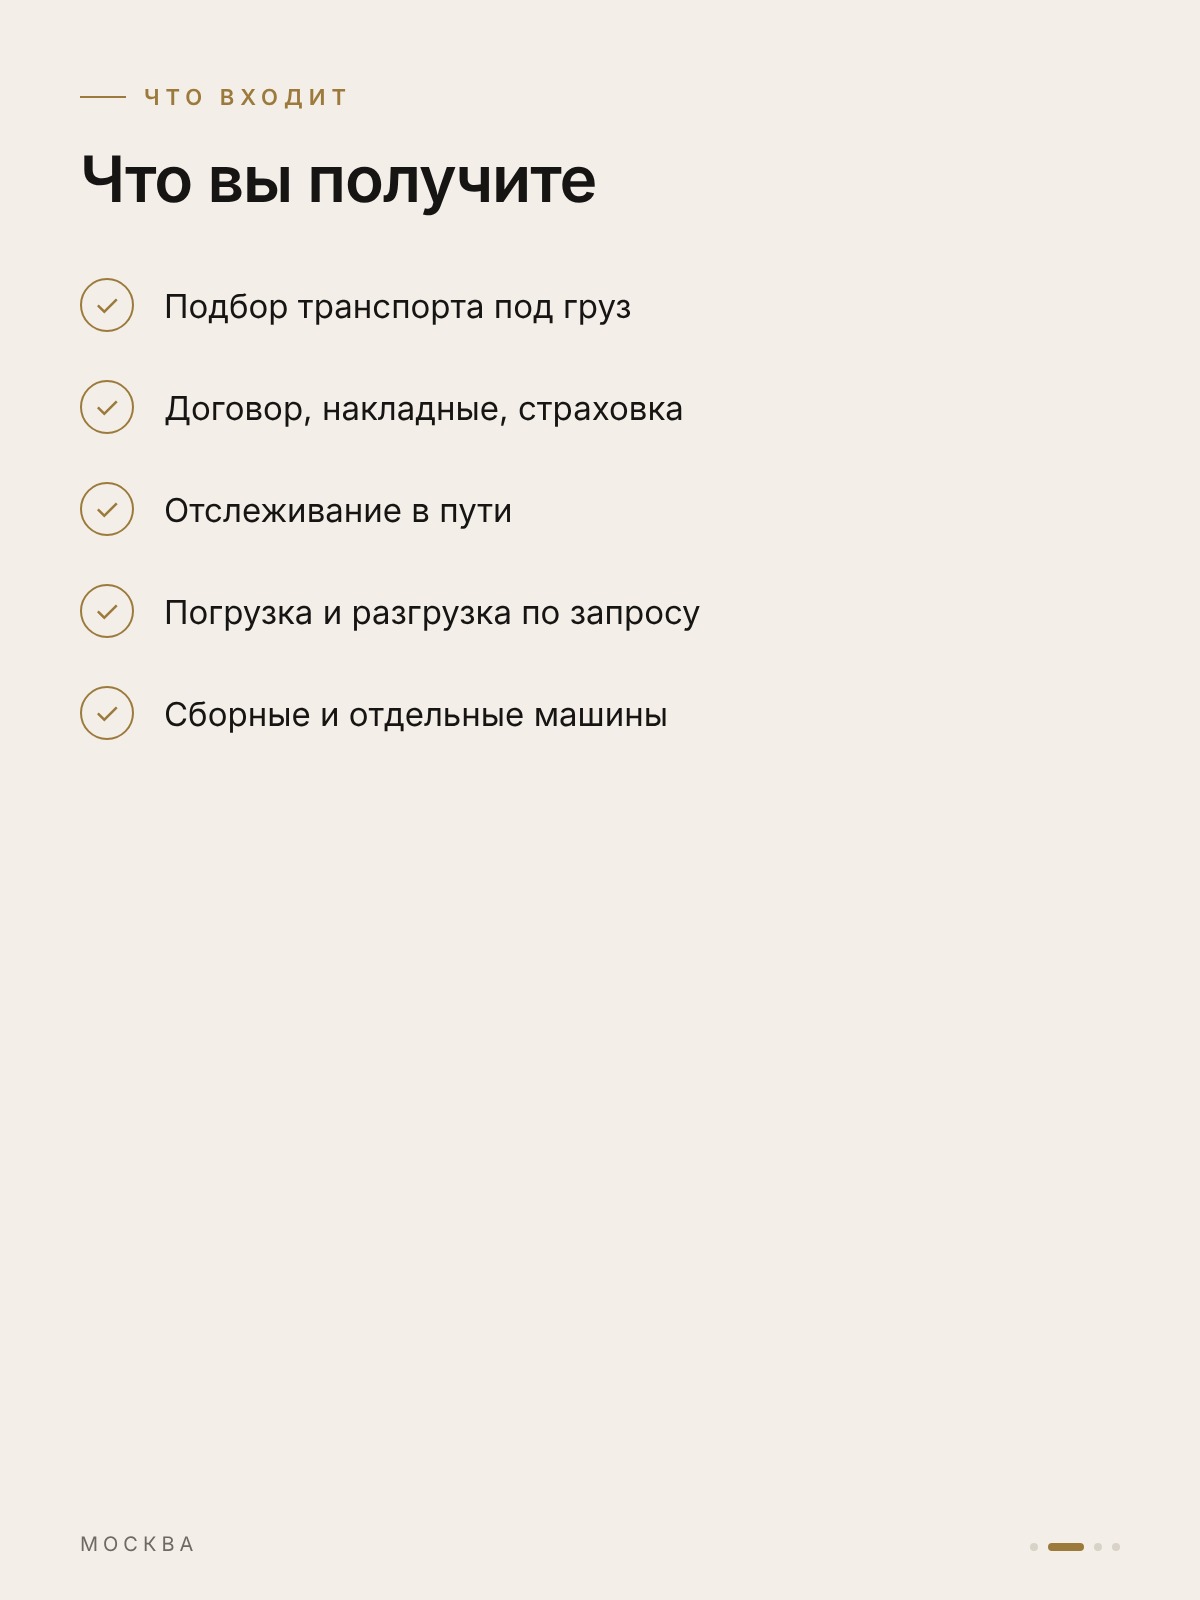 ЧТО ВХОДИТ
Что вы получите
Подбор транспорта под груз
Договор, накладные, страховка
Отслеживание в пути
Погрузка и разгрузка по запросу
Сборные и отдельные машины
МОСКВА